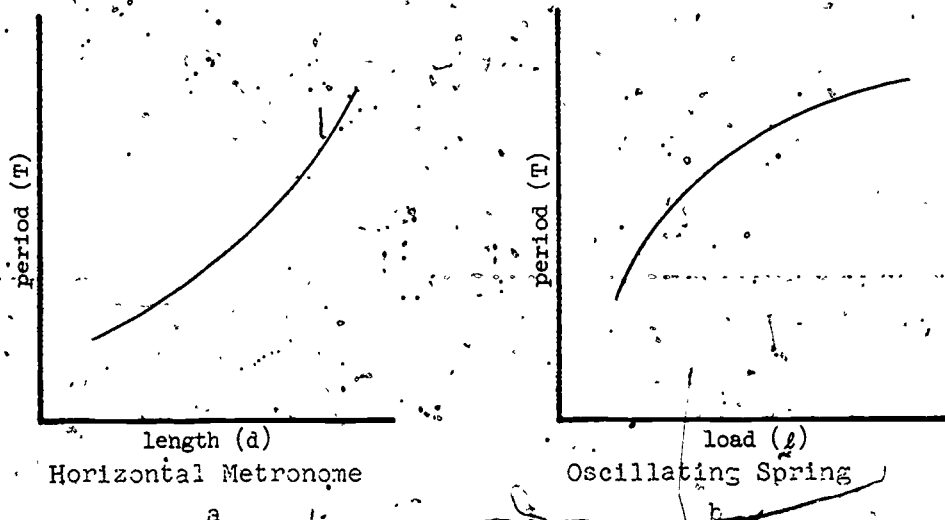 period (T)
length (d)
Horizontal Metronome
a
period (T)
load (ℓ)
Oscillating Spring
b